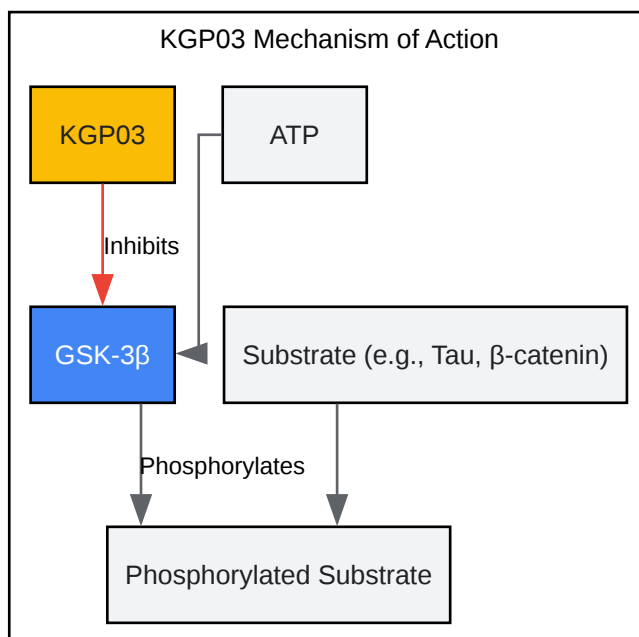 KGP03 Mechanism of Action
KGP03
ATP
Inhibits
GSK-3β
Substrate (e.g., Tau, β-catenin)
Phosphorylates
Phosphorylated Substrate